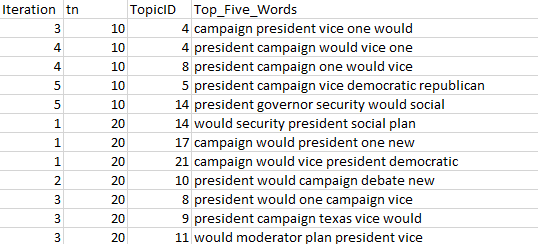 Iteration tn TopicID Top_Five_Words
3 10 4 campaign president vice one would
4 10 4 president campaign would vice one
4 10 8 president campaign one would vice
5 10 5 president campaign vice democratic republican
5 10 14 president governor security would social
1 20 14 would security president social plan
1 20 17 campaign would president one new
1 20 21 campaign would vice president democratic
2 20 10 president would campaign debate new
3 20 8 president would one campaign vice
3 20 9 president campaign texas vice would
3 20 11 would moderator plan president vice